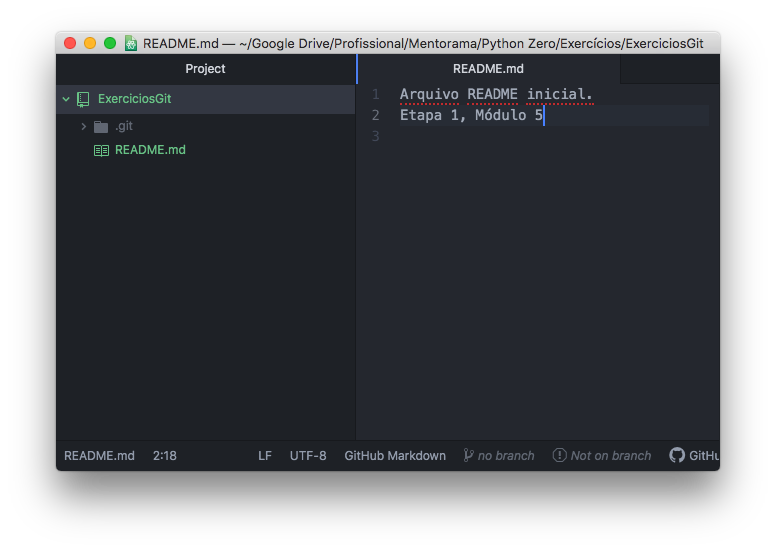 README.md — ~/Google Drive/Profissional/Mentorama/Python Zero/Exercícios/ExerciciosGit
Project
README.md
ExerciciosGit
.git
README.md
1 Arquivo README inicial.
2 Etapa 1, Módulo 5
3
README.md 2:18 LF UTF-8 GitHub Markdown no branch Not on branch GitHu